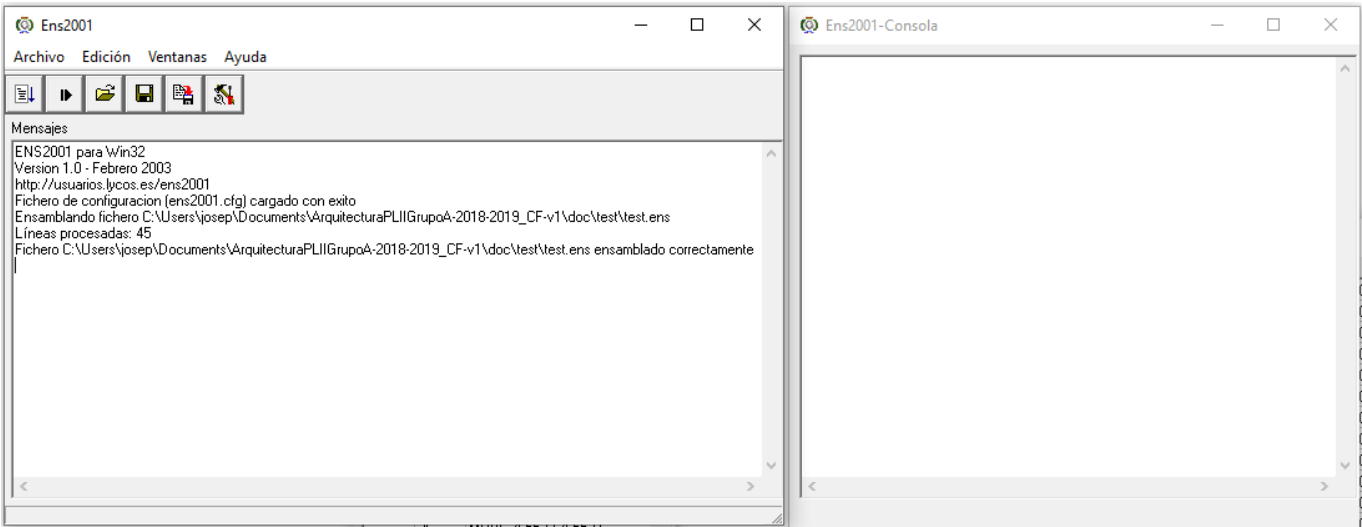 Ens2001
Archivo Edición Ventanas Ayuda
Mensajes
ENS2001 para Win32
Version 1.0 - Febrero 2003
http://usuarios.lycos.es/ens2001
Fichero de configuracion (ens2001.cfg) cargado con exito
Ensamblando fichero C:\Users\josep\Documents\ArquitecturaPLIIGrupoA-2018-2019_CF-v1\doc\test\test.ens
Líneas procesadas: 45
Fichero C:\Users\josep\Documents\ArquitecturaPLIIGrupoA-2018-2019_CF-v1\doc\test\test.ens ensamblado correctamente
Ens2001-Consola